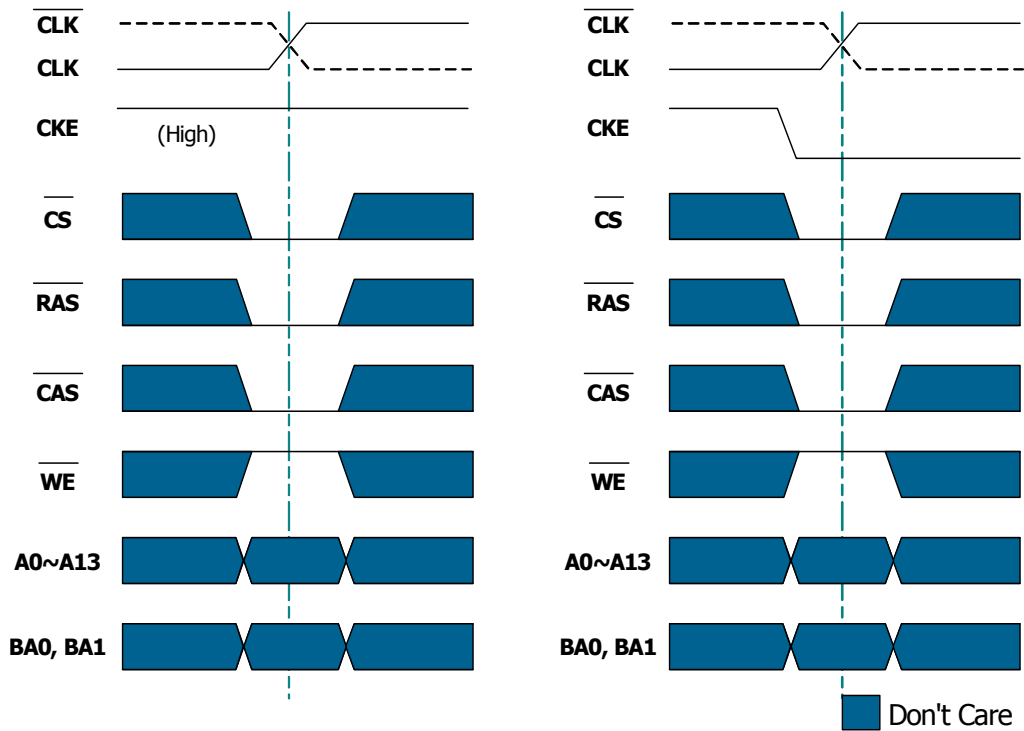 CLK
CLK
CKE
(High)
CS
RAS
CAS
WE
A0~A13
BA0, BA1
CLK
CLK
CKE
CS
RAS
CAS
WE
A0~A13
BA0, BA1
Don't Care